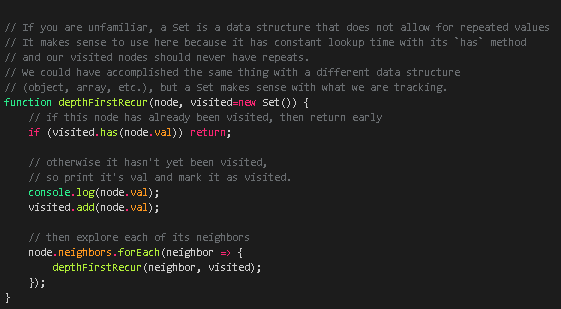 // If you are unfamiliar, a Set is a data structure that does not allow for repeated values
// It makes sense to use here because it has constant lookup time with its `has` method
// and our visited nodes should never have repeats.
// We could have accomplished the same thing with a different data structure
// (object, array, etc.), but a Set makes sense with what we are tracking.
function depthFirstRecur(node, visited=new Set()) {
    // if this node has already been visited, then return early
    if (visited.has(node.val)) return;

    // otherwise it hasn't yet been visited,
    // so print it's val and mark it as visited.
    console.log(node.val);
    visited.add(node.val);

    // then explore each of its neighbors
    node.neighbors.forEach(neighbor => {
        depthFirstRecur(neighbor, visited);
    });
}